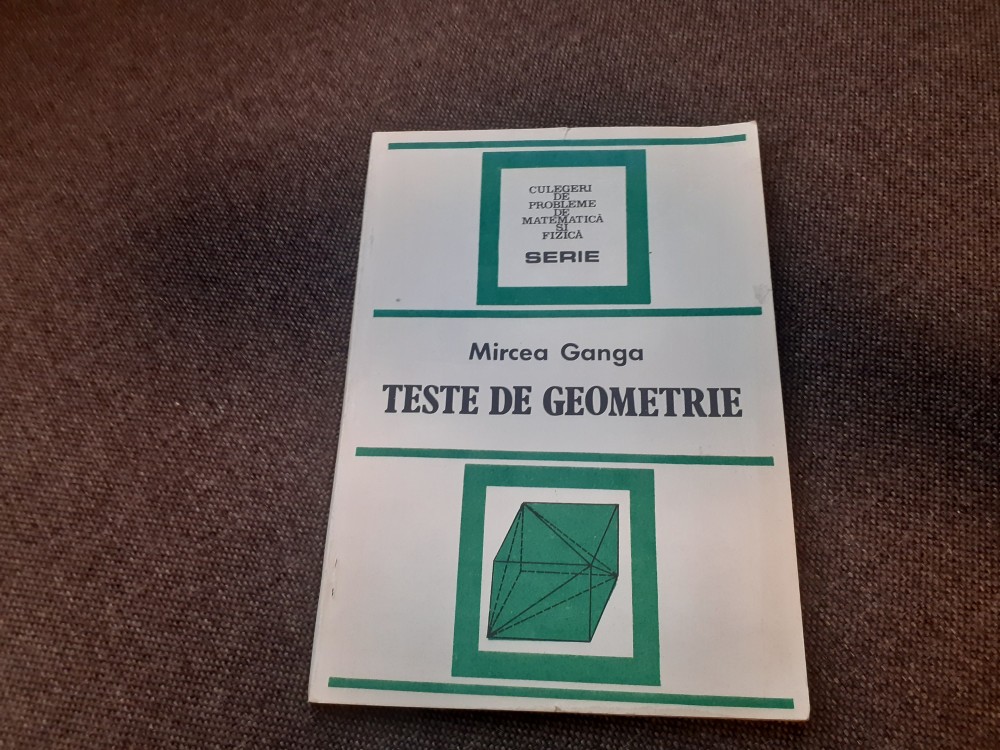 CULEGERI
DE
PROBLEME
DE
MATEMATICĂ
ȘI
FIZICĂ
SERIE
Mircea Ganga
TESTE DE GEOMETRIE